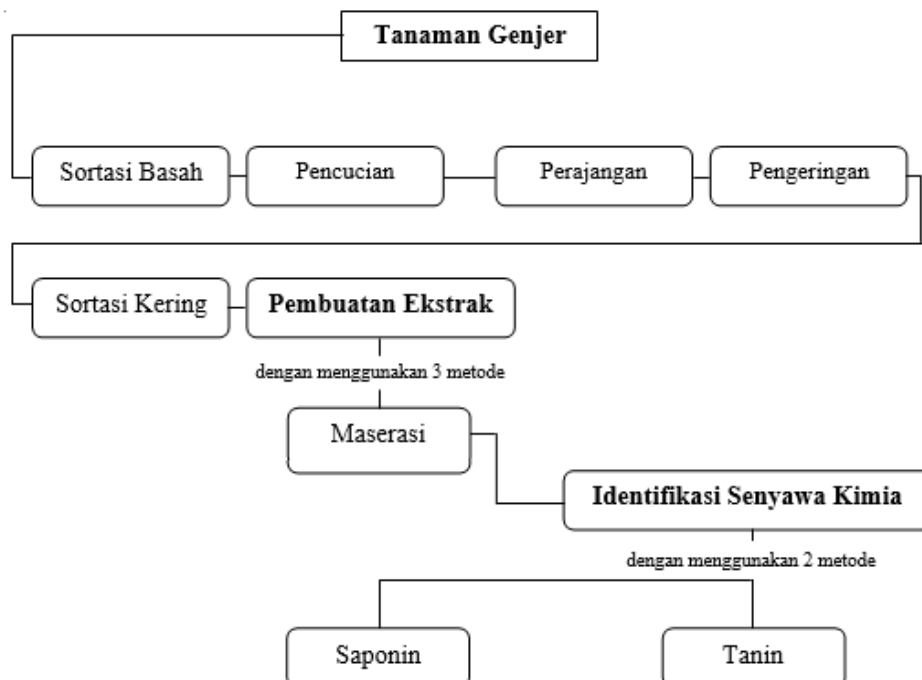 Tanaman Genjer
Sortasi Basah
Pencucian
Perajangan
Pengeringan
Sortasi Kering
Pembuatan Ekstrak
dengan menggunakan 3 metode
Maserasi
Identifikasi Senyawa Kimia
dengan menggunakan 2 metode
Saponin
Tanin